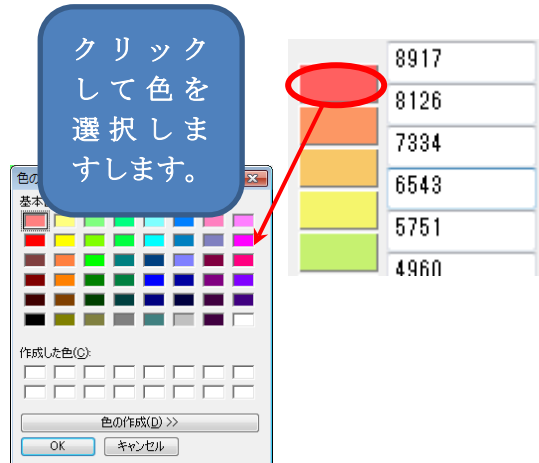 クリック
して色を
選択しま
すします。
8917
8126
7334
6543
5751
4960
色の
基本
作成した色(C):
色の作成(D) >>
OK
キャンセル